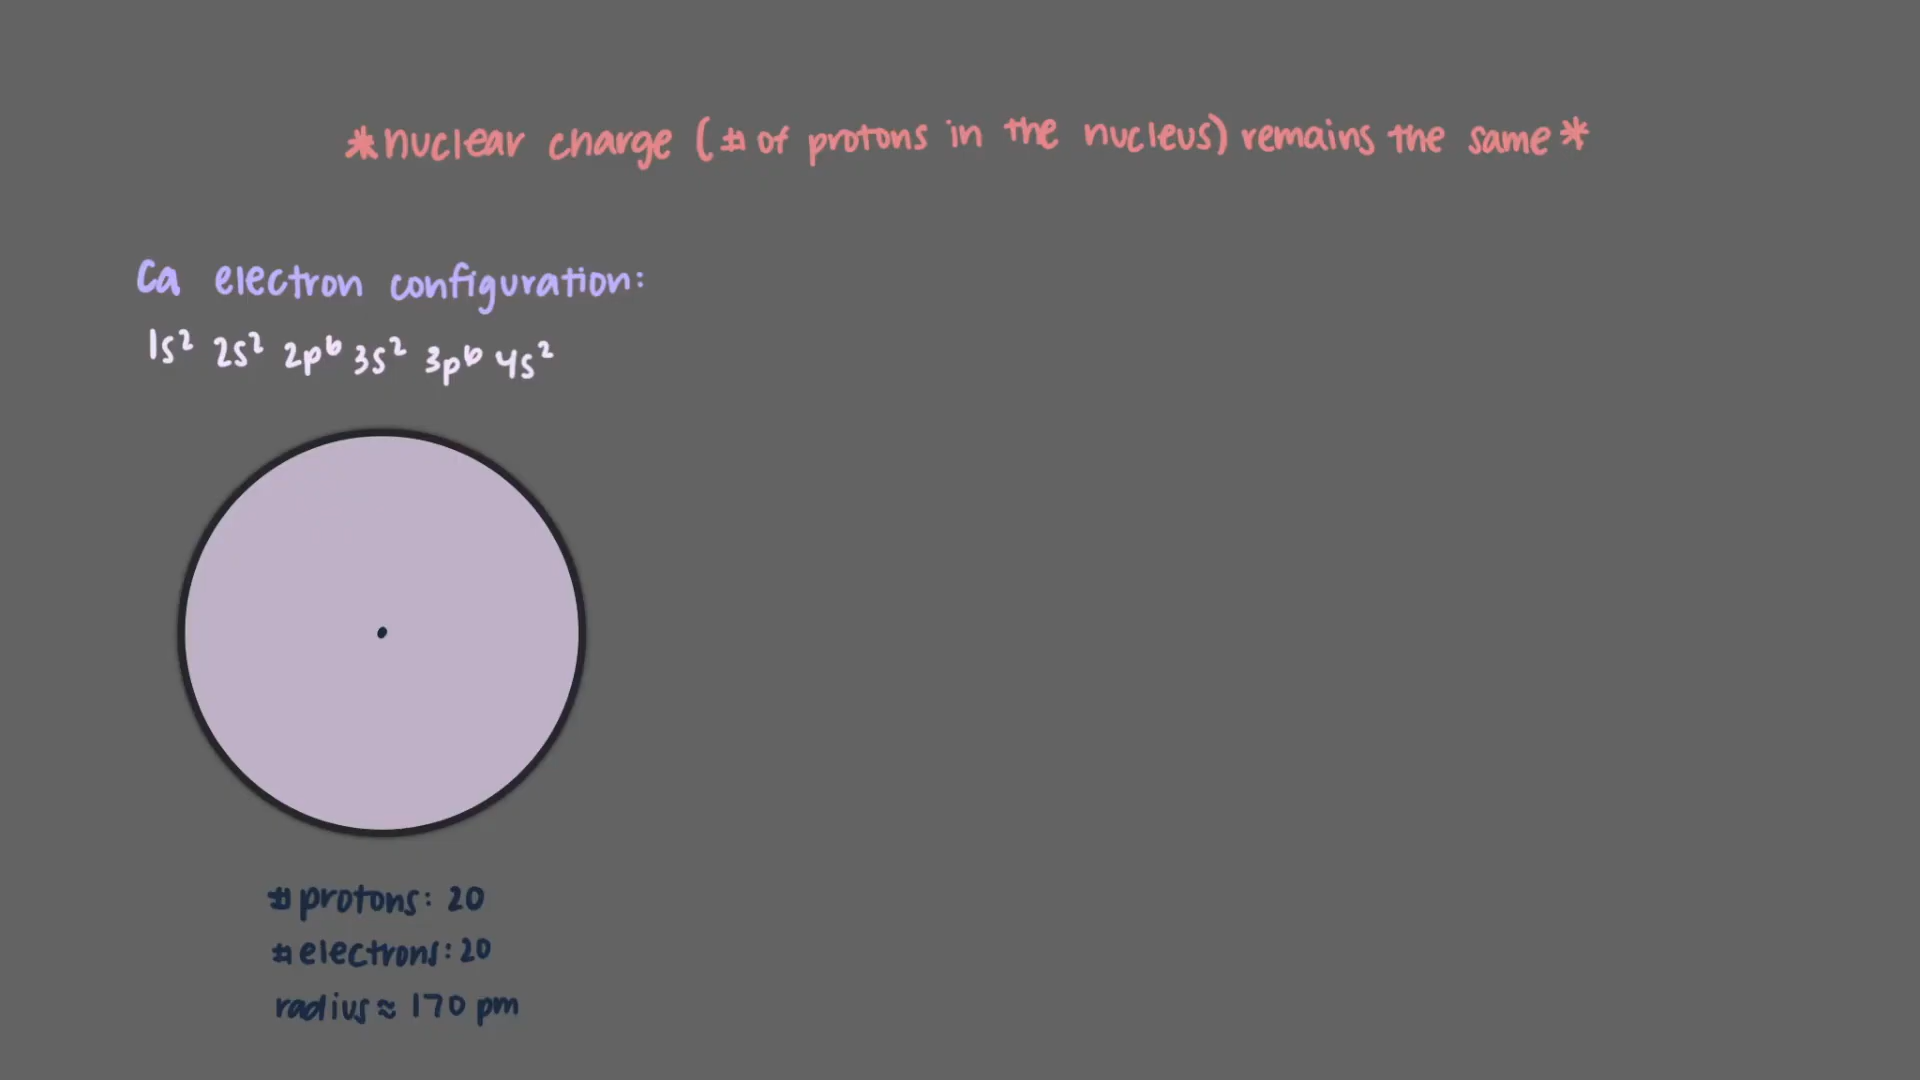 *nuclear charge (# of protons in the nucleus) remains the same*
Ca electron configuration:
1s² 2s² 2p⁶ 3s² 3p⁶ 4s²
# protons: 20
# electrons: 20
radius ≈ 170 pm